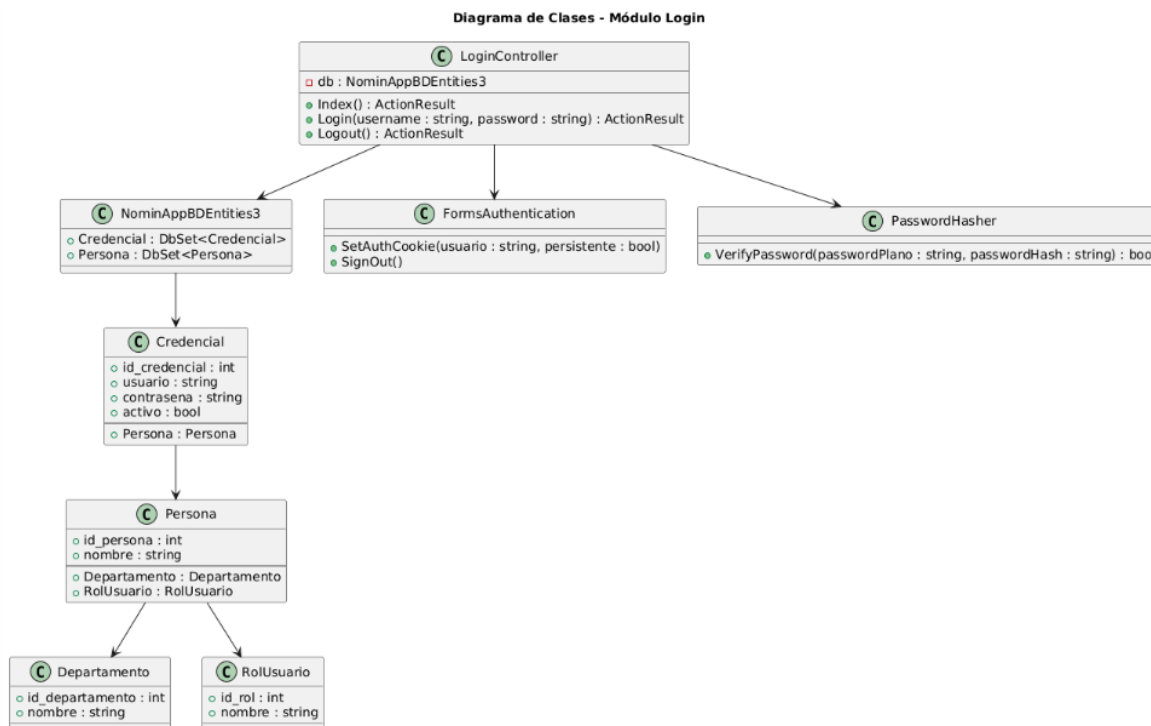 Diagrama de Clases - Módulo Login
C LoginController
db : NominAppBDEntities3
Index() : ActionResult
Login(username : string, password : string) : ActionResult
Logout() : ActionResult
C NominAppBDEntities3
Credencial : DbSet<Credencial>
Persona : DbSet<Persona>
C FormsAuthentication
SetAuthCookie(usuario : string, persistente : bool)
SignOut()
C PasswordHasher
VerifyPassword(passwordPlano : string, passwordHash : string) : boo
C Credencial
id_credencial : int
usuario : string
contrasena : string
activo : bool
Persona : Persona
C Persona
id_persona : int
nombre : string
Departamento : Departamento
RolUsuario : RolUsuario
C Departamento
id_departamento : int
nombre : string
C RolUsuario
id_rol : int
nombre : string